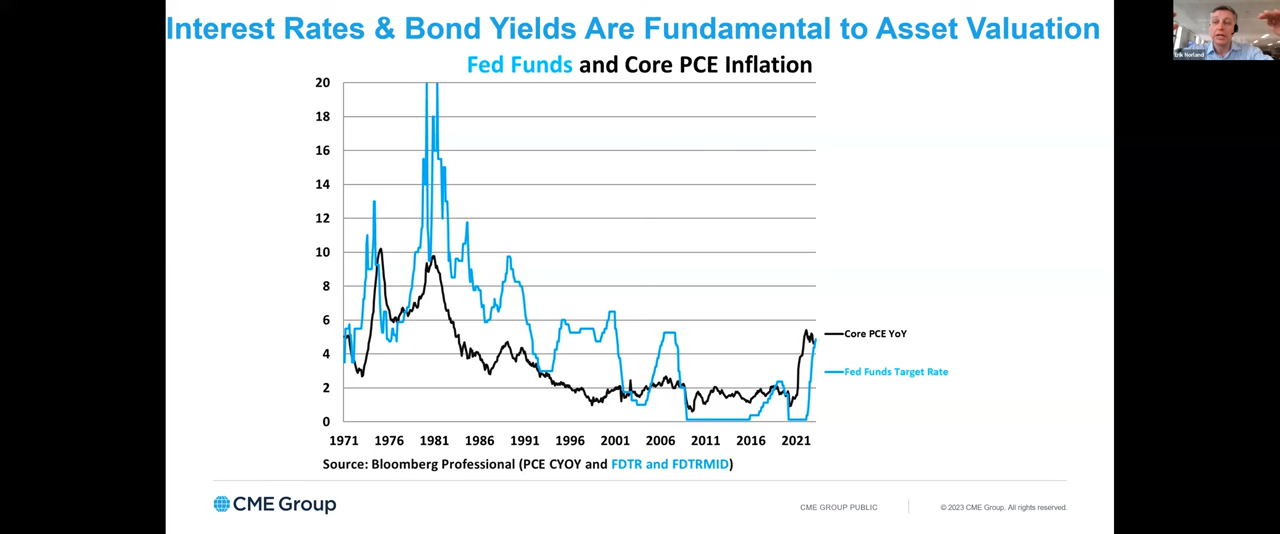 Interest Rates & Bond Yields Are Fundamental to Asset Valuation
Erik Norland
Fed Funds and Core PCE Inflation
20
18
16
14
12
10
8
6
4
2
0
Core PCE YoY
Fed Funds Target Rate
1971 1976 1981 1986 1991 1996 2001 2006 2011 2016 2021
Source: Bloomberg Professional (PCE CYOY and FDTR and FDTRMID)
CME Group
CME GROUP PUBLIC
© 2023 CME Group. All rights reserved.